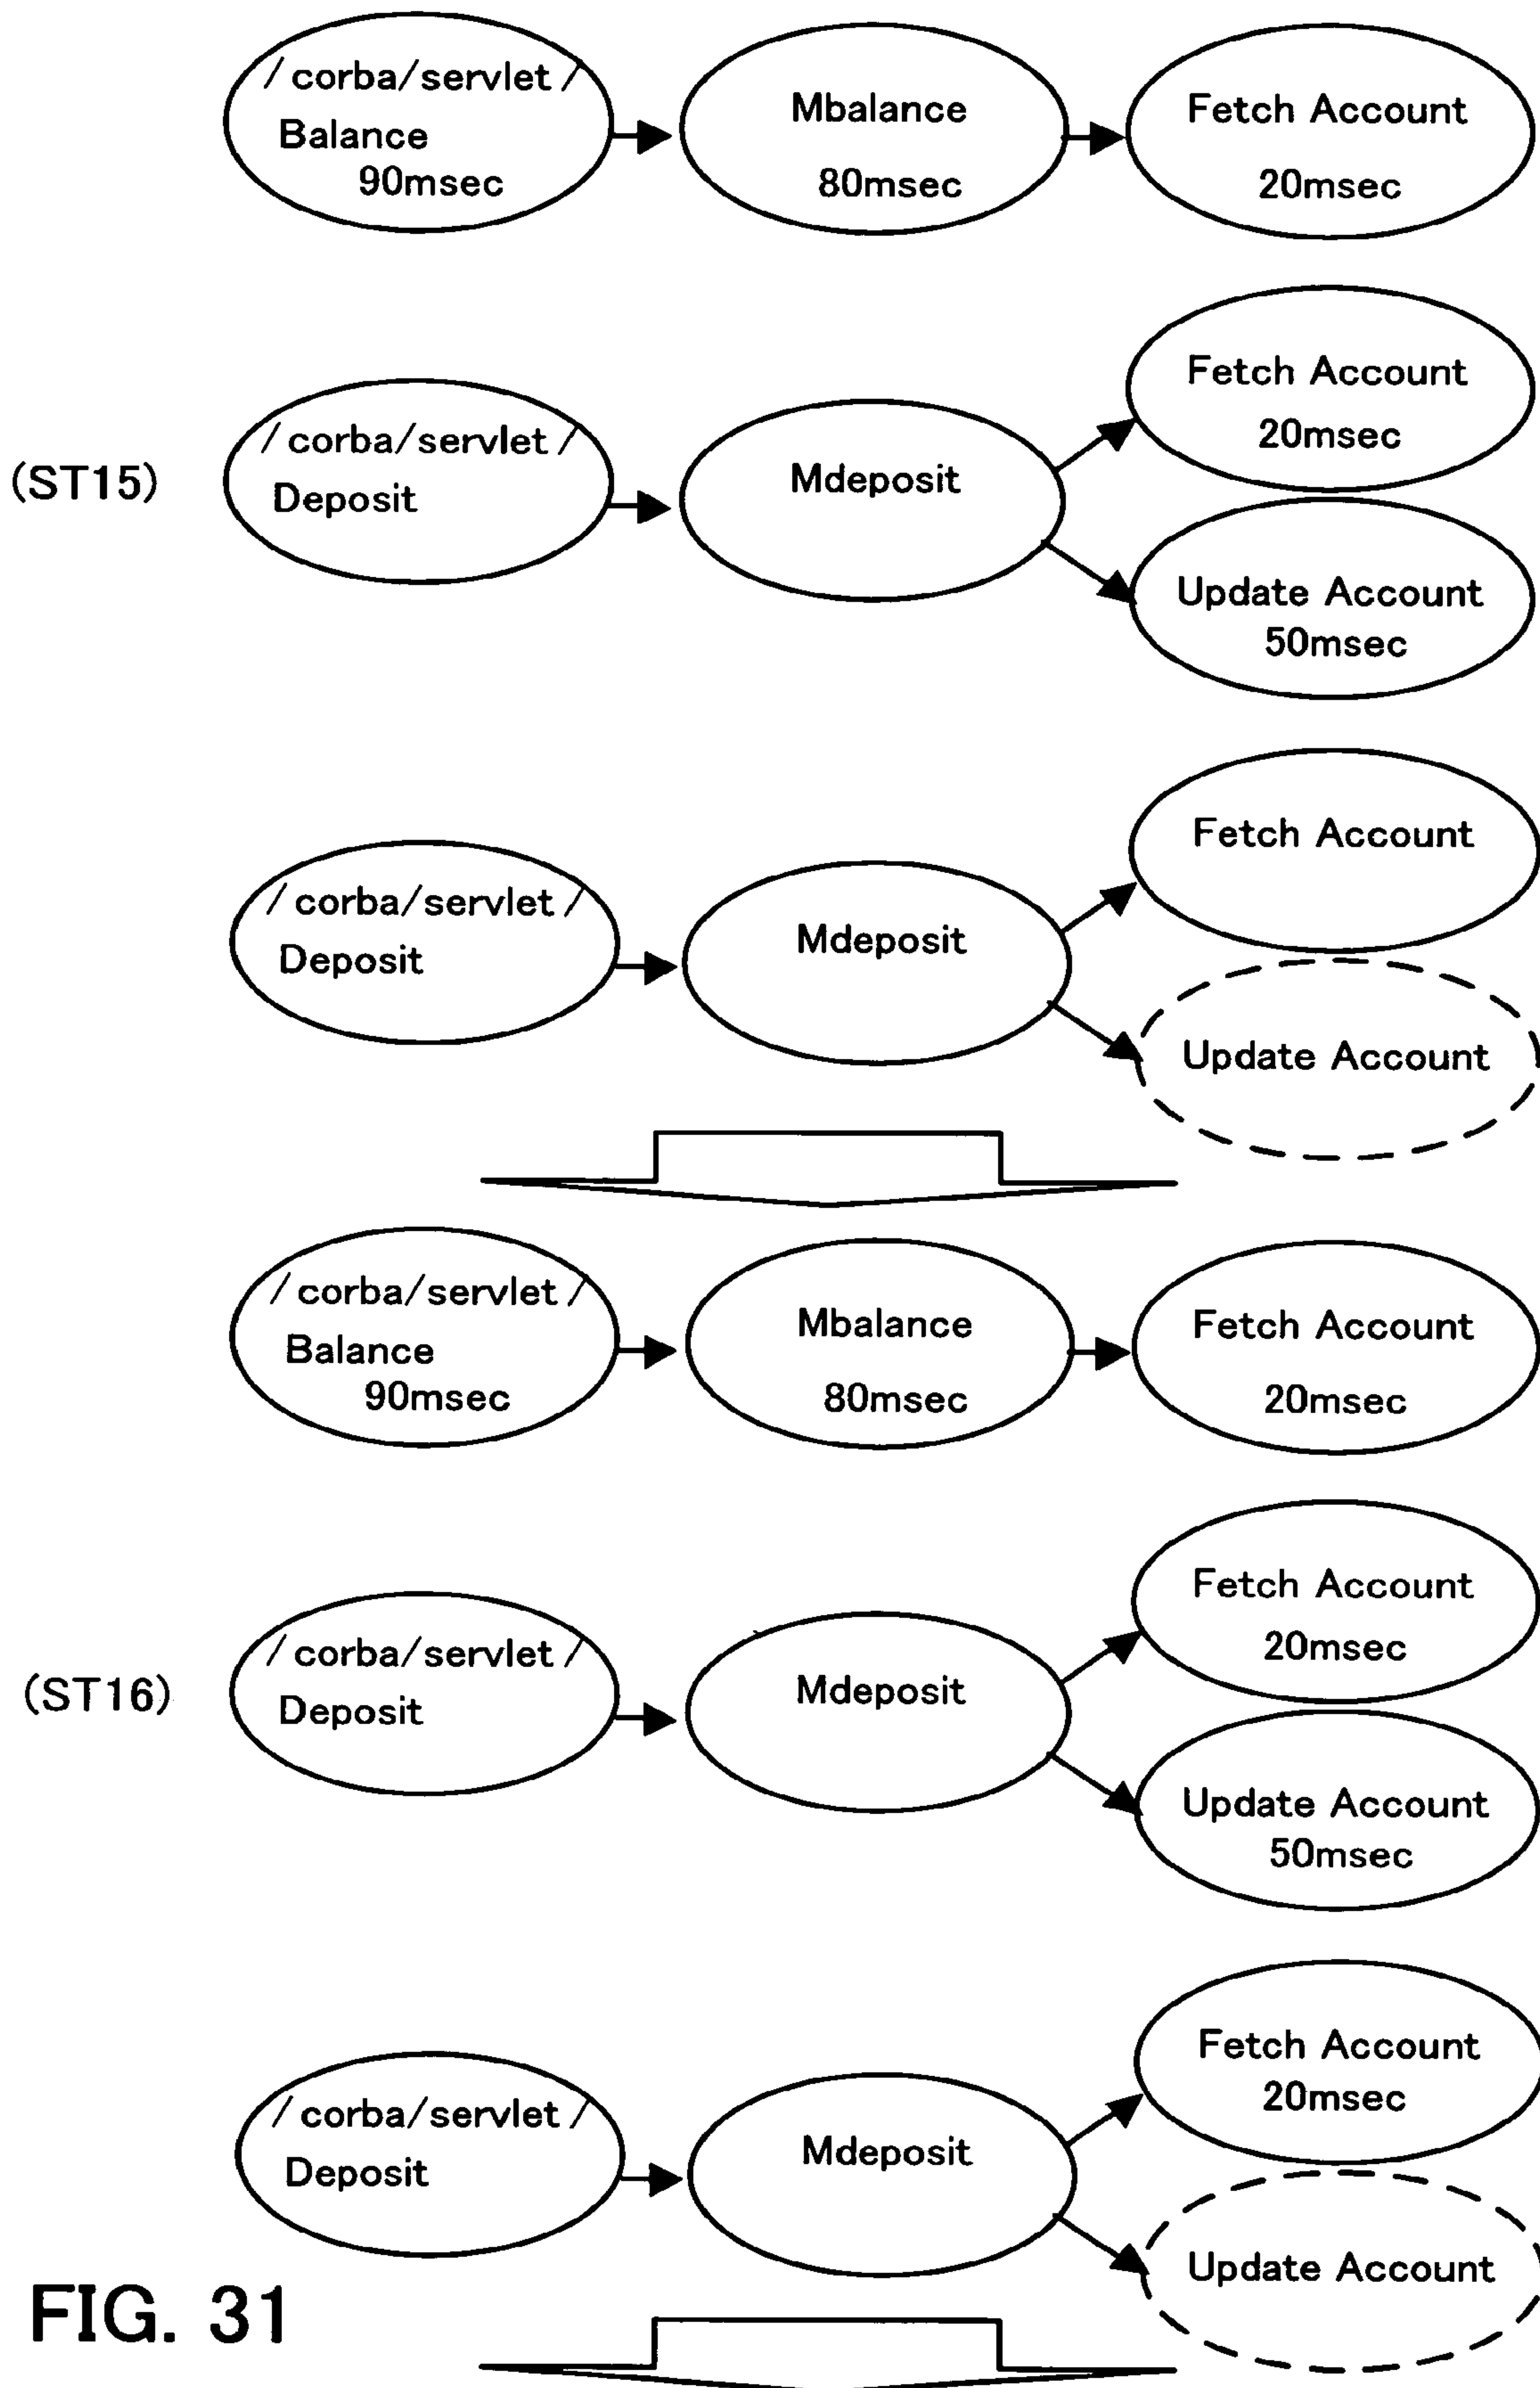 / corba/servlet /
Balance
90msec
Mbalance
80msec
Fetch Account
20msec
(ST15)
/ corba/servlet /
Deposit
Mdeposit
Fetch Account
20msec
Update Account
50msec
/ corba/servlet /
Deposit
Mdeposit
Fetch Account
Update Account
/ corba/servlet /
Balance
90msec
Mbalance
80msec
Fetch Account
20msec
(ST16)
/ corba/servlet /
Deposit
Mdeposit
Fetch Account
20msec
Update Account
50msec
/ corba/servlet /
Deposit
Mdeposit
Fetch Account
20msec
Update Account
FIG. 31